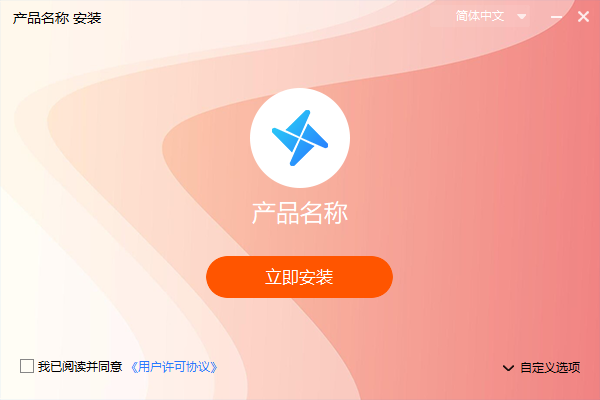 产品名称 安装
简体中文
产品名称
立即安装
我已阅读并同意 《用户许可协议》
自定义选项